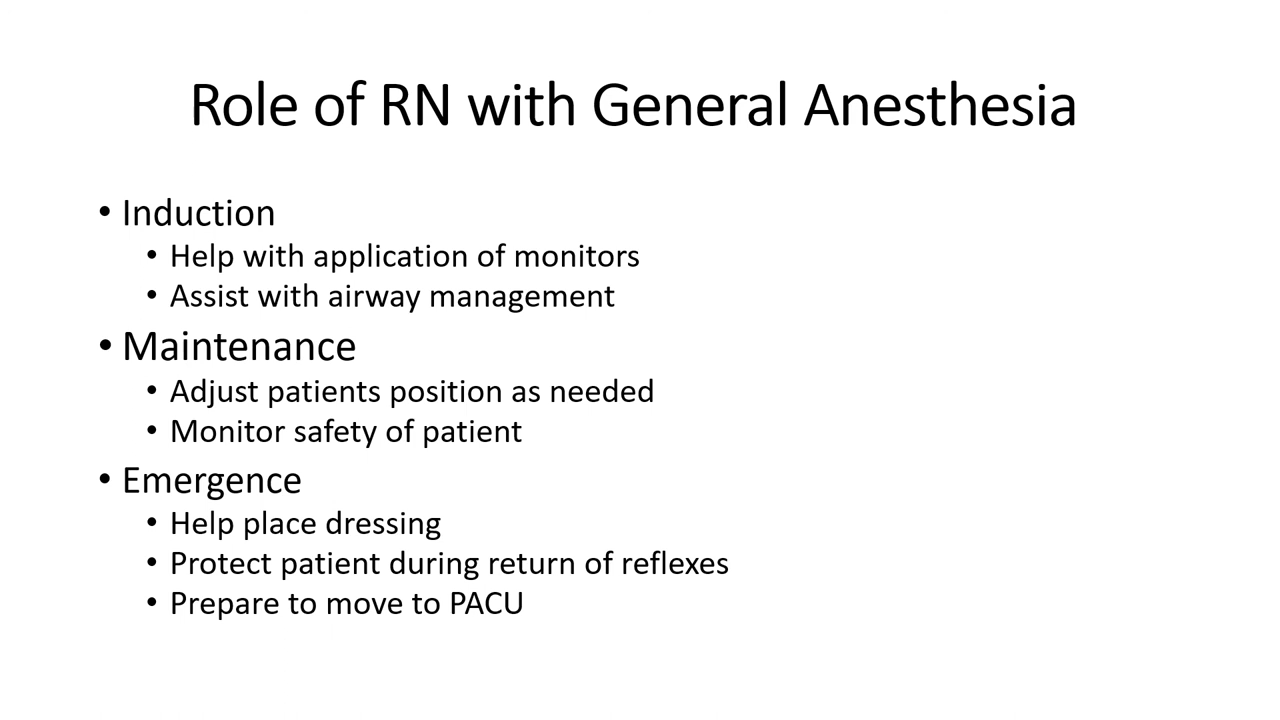 Role of RN with General Anesthesia
• Induction
• Help with application of monitors
• Assist with airway management
• Maintenance
• Adjust patients position as needed
• Monitor safety of patient
• Emergence
• Help place dressing
• Protect patient during return of reflexes
• Prepare to move to PACU